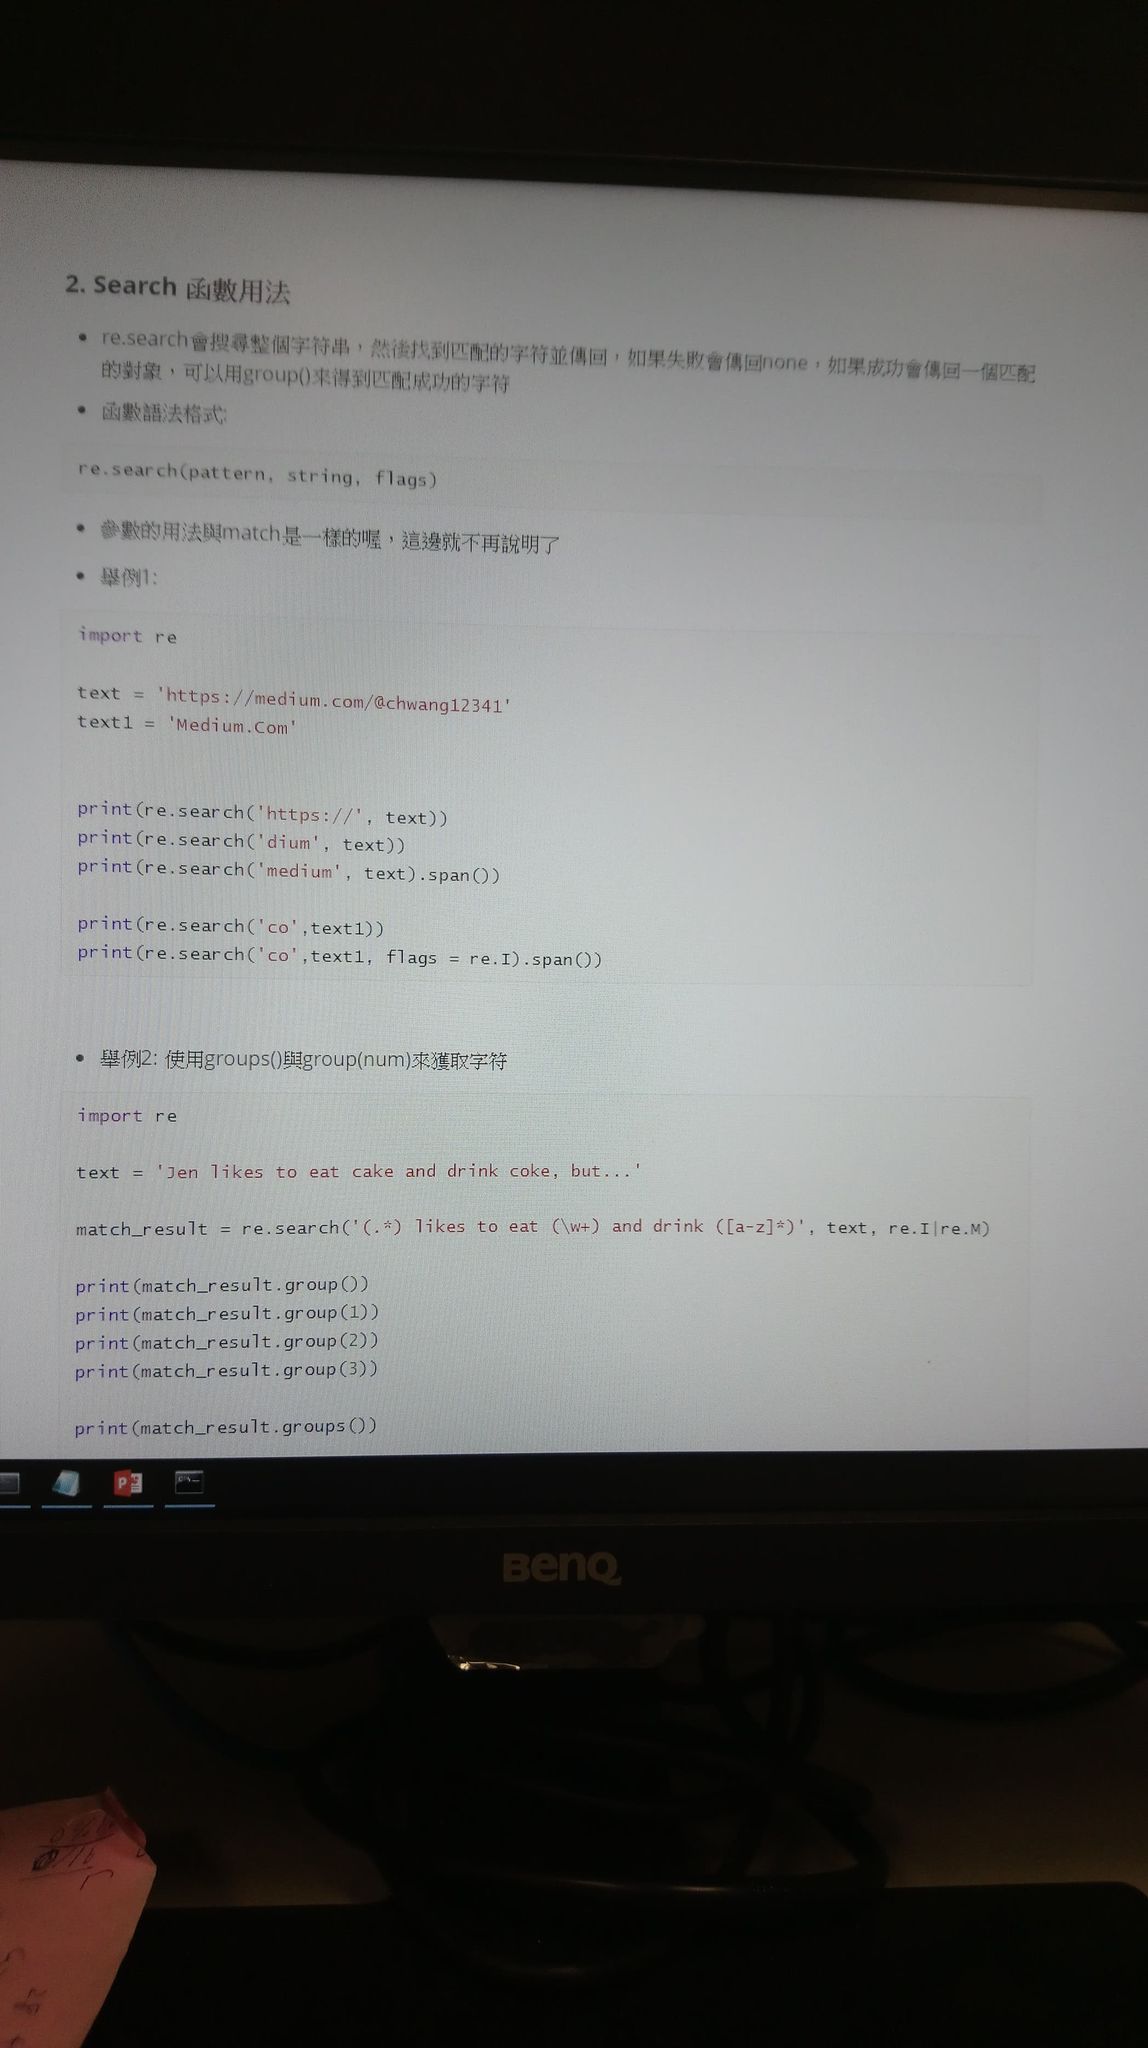 2. Search 函數用法
• re.search會搜尋整個字符串，然後找到匹配的字符並傳回，如果失敗會傳回none，如果成功會傳回一個匹配
的對象，可以用group()來得到匹配成功的字符
• 函數語法格式:
re.search(pattern, string, flags)
• 參數的用法與match是一樣的喔，這邊就不再說明了
• 舉例1:
import re
text = 'https://medium.com/@chwang12341'
text1 = 'Medium.Com'
print(re.search('https://', text))
print(re.search('dium', text))
print(re.search('medium', text).span())
print(re.search('co',text1))
print(re.search('co',text1, flags = re.I).span())
• 舉例2: 使用groups()與group(num)來獲取字符
import re
text = 'Jen likes to eat cake and drink coke, but...'
match_result = re.search('(.*) likes to eat (\w+) and drink ([a-z]*)', text, re.I|re.M)
print(match_result.group())
print(match_result.group(1))
print(match_result.group(2))
print(match_result.group(3))
print(match_result.groups())
BenQ